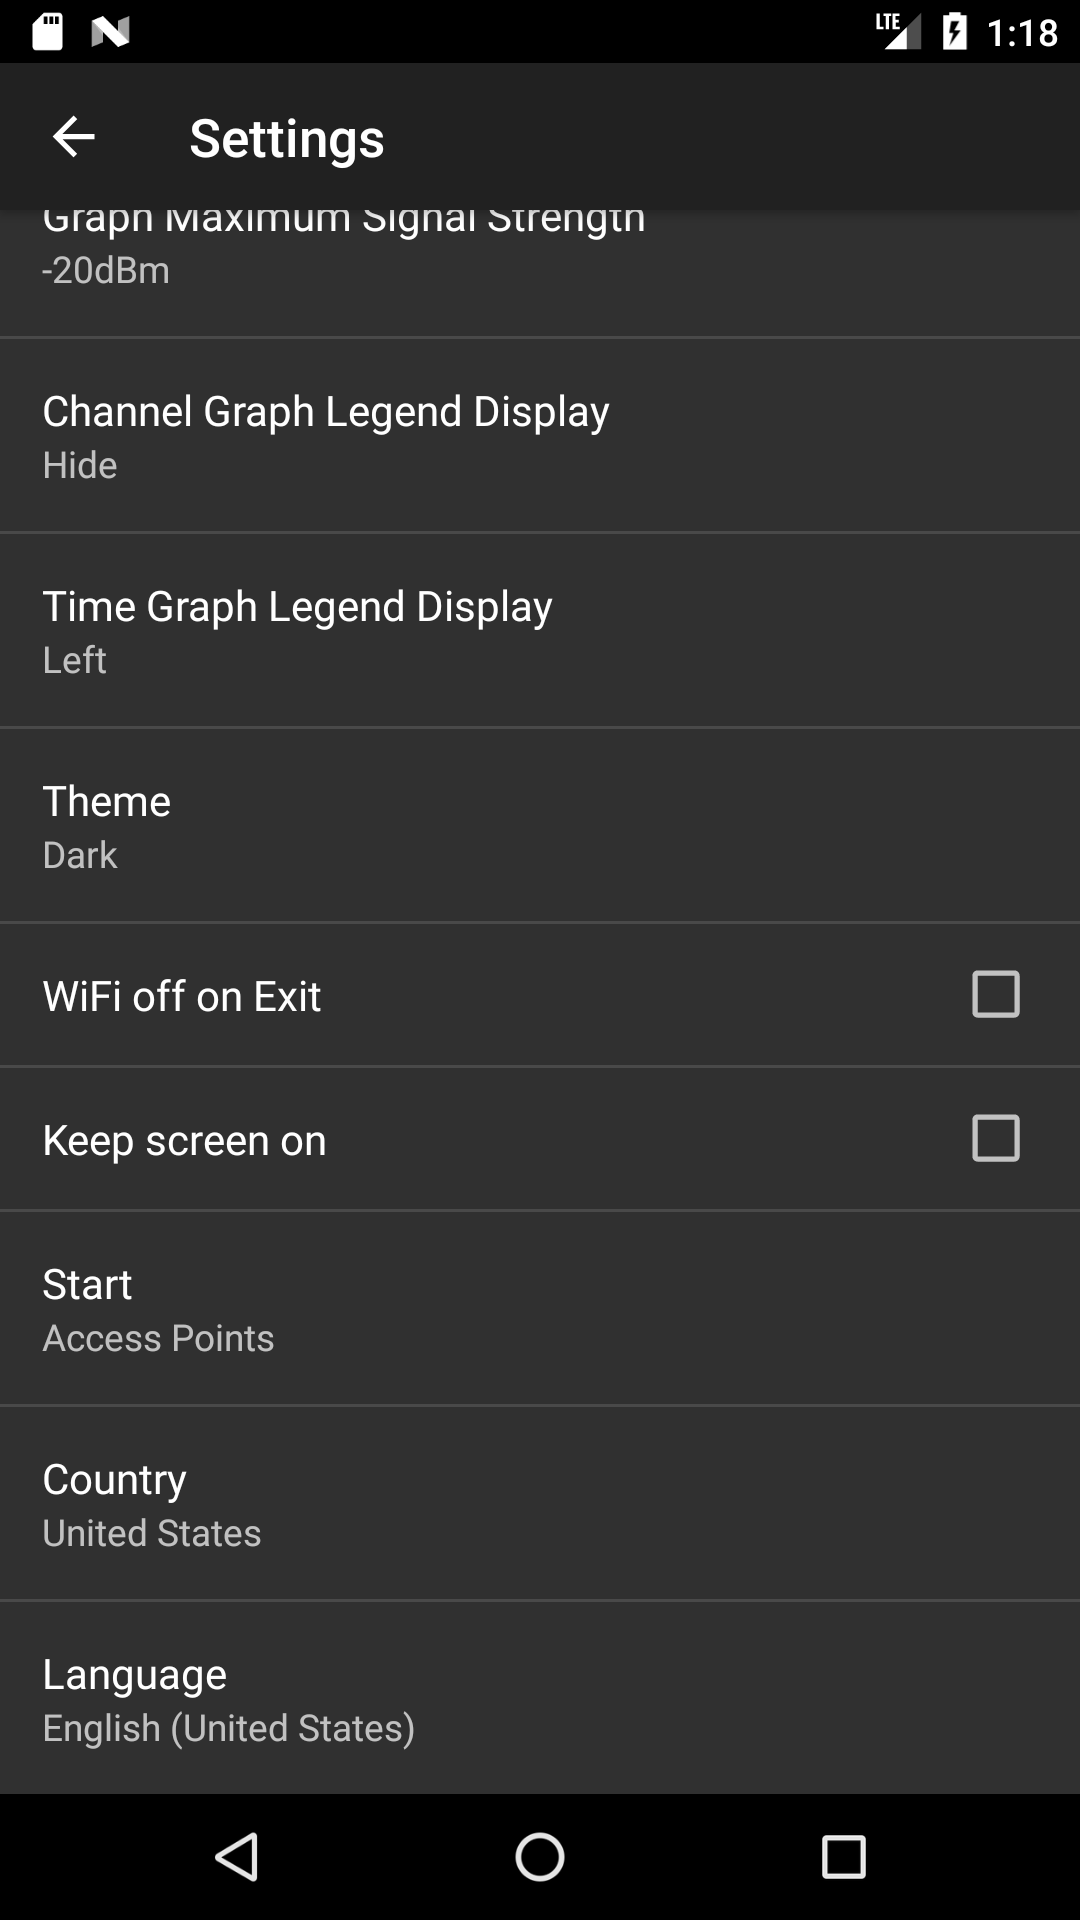 LTE 1:18
Settings
Graph Maximum Signal Strength
-20dBm
Channel Graph Legend Display
Hide
Time Graph Legend Display
Left
Theme
Dark
WiFi off on Exit
Keep screen on
Start
Access Points
Country
United States
Language
English (United States)